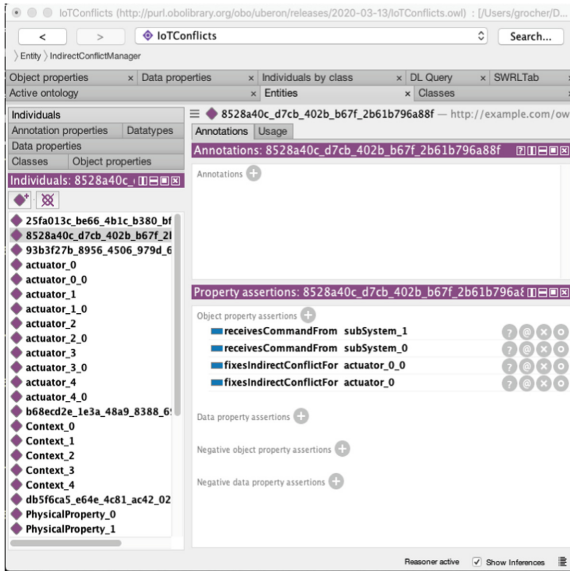 IoTConflicts (http://purl.obolibrary.org/obo/uberon/releases/2020-03-13/IoTConflicts.owl) : [/Users/grocher/D...
< > IoTConflicts Search...
Entity IndirectConflictManager
Object properties × Data properties × Individuals by class × DL Query × SWRLTab
Active ontology × Entities × Classes
Individuals
Annotation properties Datatypes
Data properties
Classes Object properties
Individuals: 8528a40c_
25fa013c_be66_4b1c_b380_bf
8528a40c_d7cb_402b_b67f_2
93b3f27b_8956_4506_979d_6
actuator_0
actuator_0_0
actuator_1
actuator_1_0
actuator_2
actuator_2_0
actuator_3
actuator_3_0
actuator_4
actuator_4_0
b68ecd2e_1e3a_48a9_8388_6
Context_0
Context_1
Context_2
Context_3
Context_4
db5f6ca5_e64e_4c81_ac42_02
PhysicalProperty_0
PhysicalProperty_1
8528a40c_d7cb_402b_b67f_2b61b796a88f — http://example.com/ow
Annotations Usage
Annotations: 8528a40c_d7cb_402b_b67f_2b61b796a88f
Annotations +
Property assertions: 8528a40c_d7cb_402b_b67f_2b61b796a8
Object property assertions +
receivesCommandFrom subSystem_1 ? @ × o
receivesCommandFrom subSystem_0 ? @ × o
fixesIndirectConflictFor actuator_0_0 ? @ × o
fixesIndirectConflictFor actuator_0 ? @ × o
Data property assertions +
Negative object property assertions +
Negative data property assertions +
Reasoner active ✓ Show Inferences